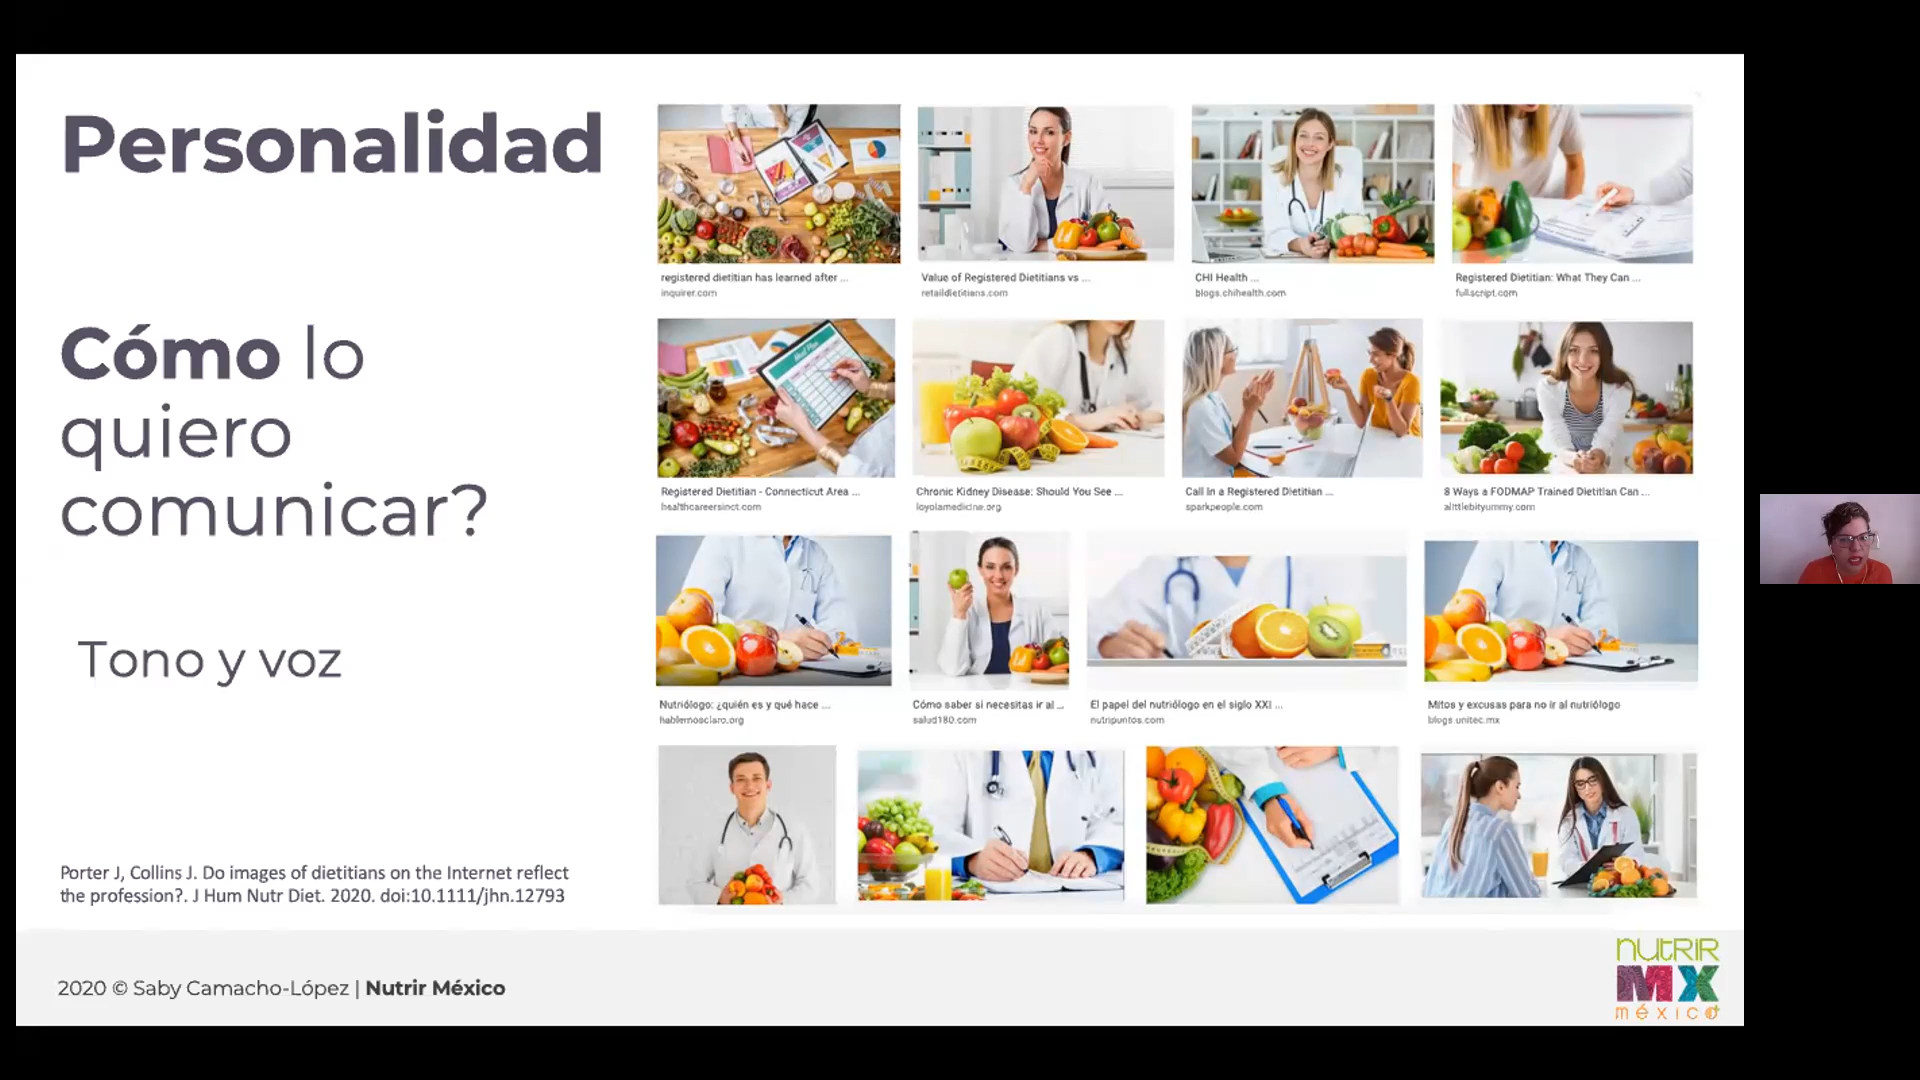 Personalidad
Cómo lo
quiero
comunicar?
Tono y voz
Porter J, Collins J. Do images of dietitians on the Internet reflect
the profession?. J Hum Nutr Diet. 2020. doi:10.1111/jhn.12793
registered dietitian has learned after ...
inquirer.com
Value of Registered Dietitians vs ...
retaildietitians.com
CHI Health ...
blogs.chihealth.com
Registered Dietitian: What They Can ...
fullscript.com
Meal Plan
Registered Dietitian - Connecticut Area ...
healthcareersinct.com
Chronic Kidney Disease: Should You See ...
loyolamedicine.org
Call in a Registered Dietitian ...
sparkpeople.com
8 Ways a FODMAP Trained Dietitian Can ...
alittlebityummy.com
Nutriólogo: ¿quién es y qué hace ...
hablemosclaro.org
Cómo saber si necesitas ir al ...
salud180.com
El papel del nutriólogo en el siglo XXI ...
nutripuntos.com
Mitos y excusas para no ir al nutriólogo
blogs.unitec.mx
2020 © Saby Camacho-López | Nutrir México
nutRIR
MX
méxico